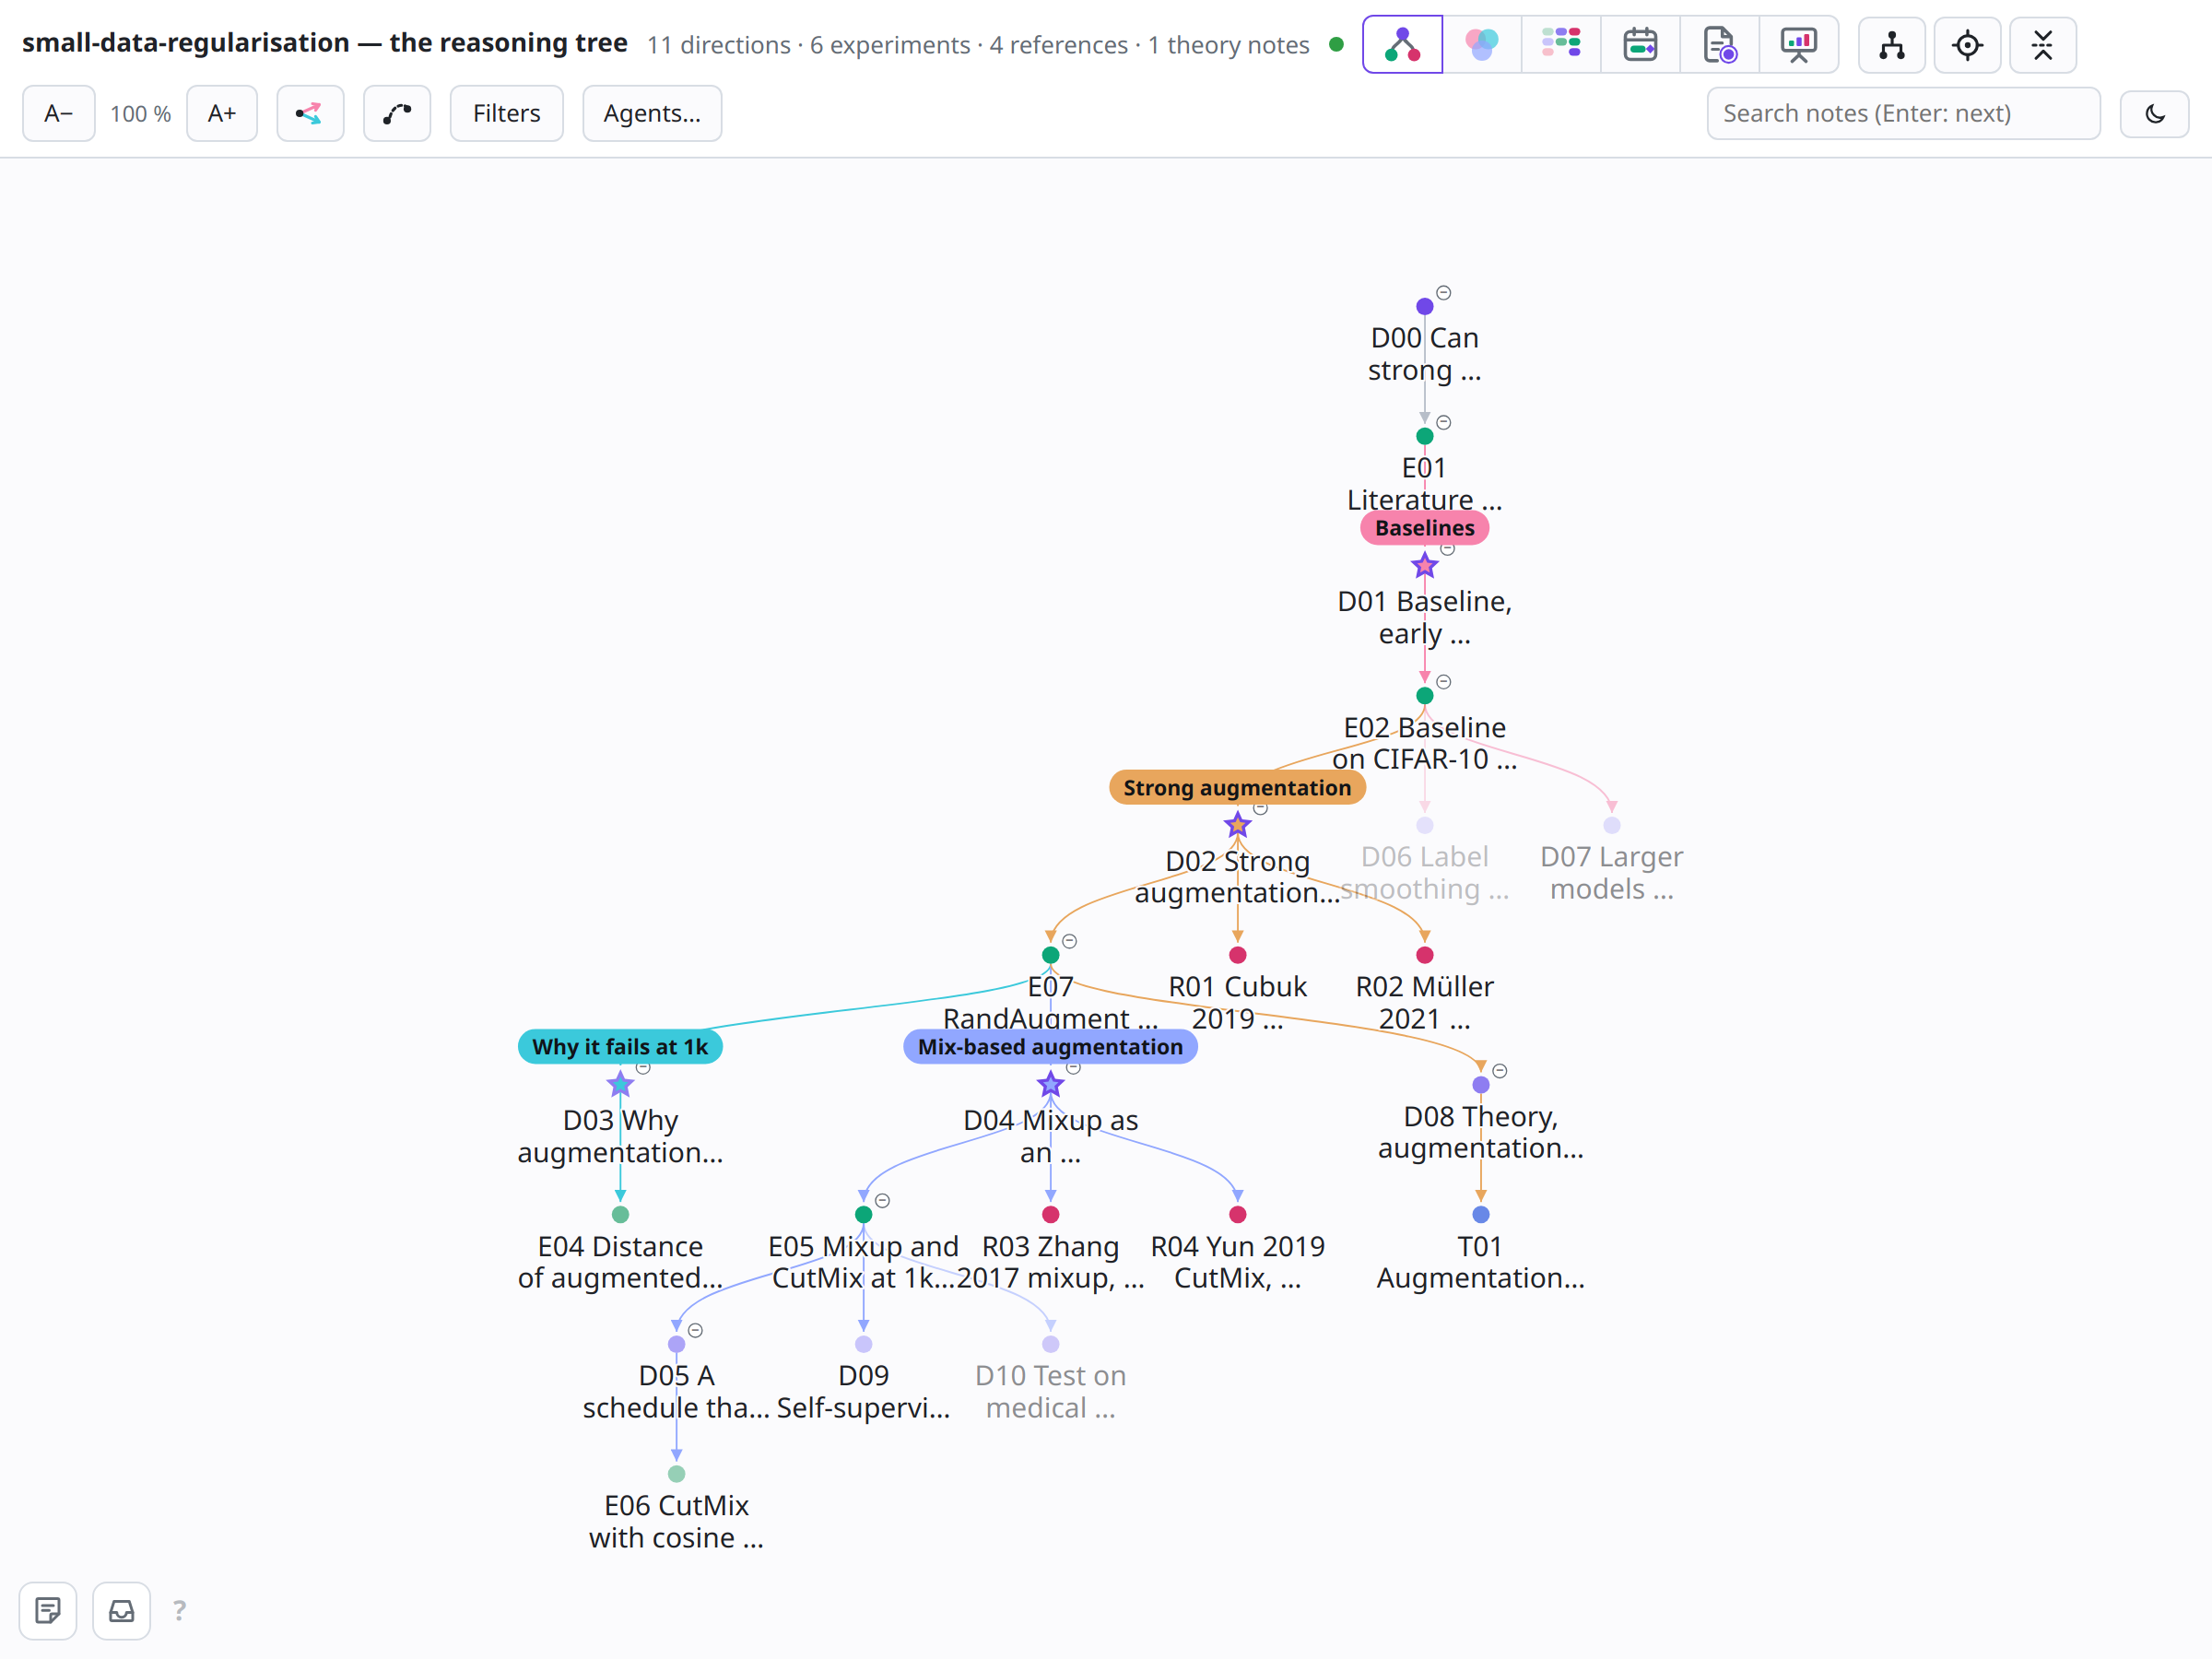 small-data-regularisation — the reasoning tree
11 directions · 6 experiments · 4 references · 1 theory notes
A−
100 %
A+
Filters
Agents...
Search notes (Enter: next)
D00 Can
strong ...
E01
Literature ...
Baselines
D01 Baseline,
early ...
E02 Baseline
on CIFAR-10 ...
Strong augmentation
D02 Strong
augmentation...
D06 Label
smoothing ...
D07 Larger
models ...
E07
RandAugment ...
R01 Cubuk
2019 ...
R02 Müller
2021 ...
Why it fails at 1k
Mix-based augmentation
D03 Why
augmentation...
D04 Mixup as
an ...
D08 Theory,
augmentation...
E04 Distance
of augmented...
E05 Mixup and
CutMix at 1k...
R03 Zhang
2017 mixup, ...
R04 Yun 2019
CutMix, ...
T01
Augmentation...
D05 A
schedule tha...
D09
Self-supervi...
D10 Test on
medical ...
E06 CutMix
with cosine ...
?